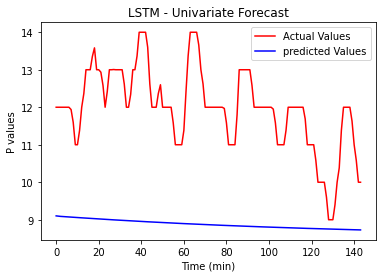 LSTM - Univariate Forecast
Actual Values
predicted Values
P values
14
13
12
11
10
9
0 20 40 60 80 100 120 140
Time (min)